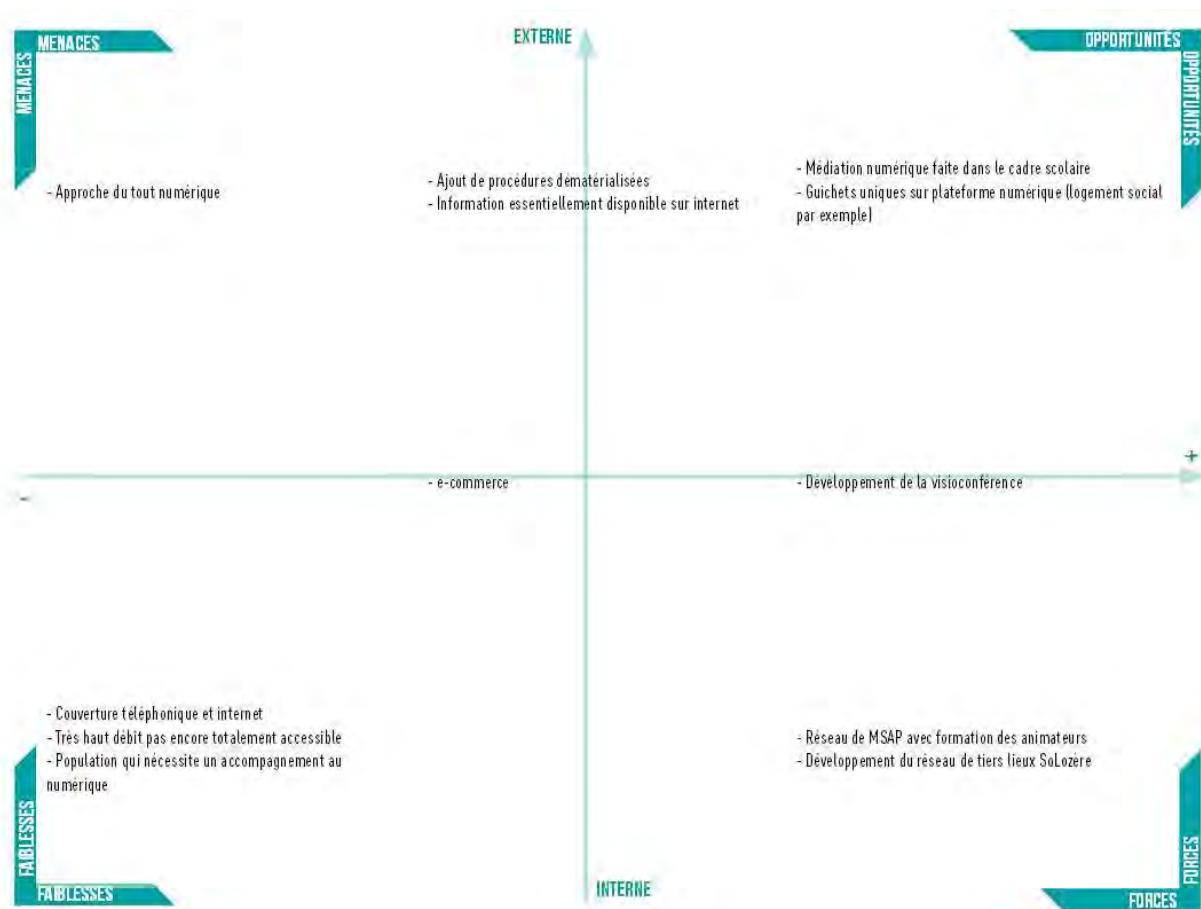 MENACES
MENACES
EXTERNE
OPPORTUNITÉS
OPPORTUNITÉS
- Approche du tout numérique
- Ajout de procédures dématérialisées
- Information essentiellement disponible sur internet
- Médiation numérique faite dans le cadre scolaire
- Guichets uniques sur plateforme numérique (logement social
par exemple)
+
-
- e-commerce
- Développement de la visioconférence
- Couverture téléphonique et internet
- Très haut débit pas encore totalement accessible
- Population qui nécessite un accompagnement au
numérique
- Réseau de MSAP avec formation des animateurs
- Développement du réseau de tiers lieux SoLozère
FAIBLESSES
FAIBLESSES
INTERNE
FORCES
FORCES